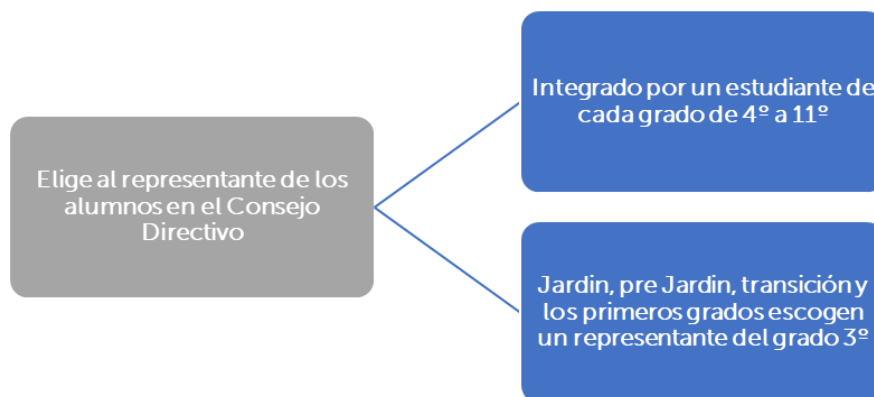 Elige al representante de los
alumnos en el Consejo
Directivo
Integrado por un estudiante de
cada grado de 4º a 11º
Jardin, pre Jardin, transición y
los primeros grados escogen
un representante del grado 3º